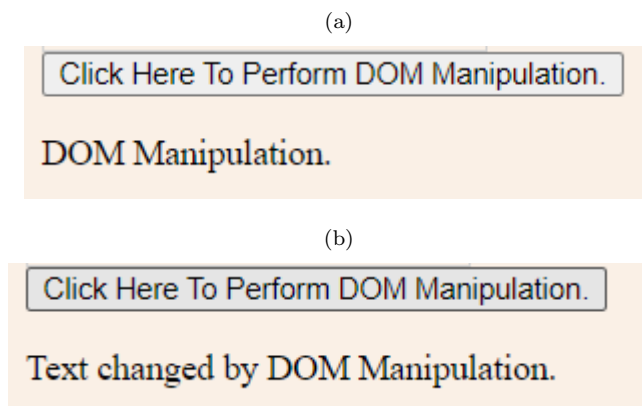 (a)
Click Here To Perform DOM Manipulation.
DOM Manipulation.
(b)
Click Here To Perform DOM Manipulation.
Text changed by DOM Manipulation.